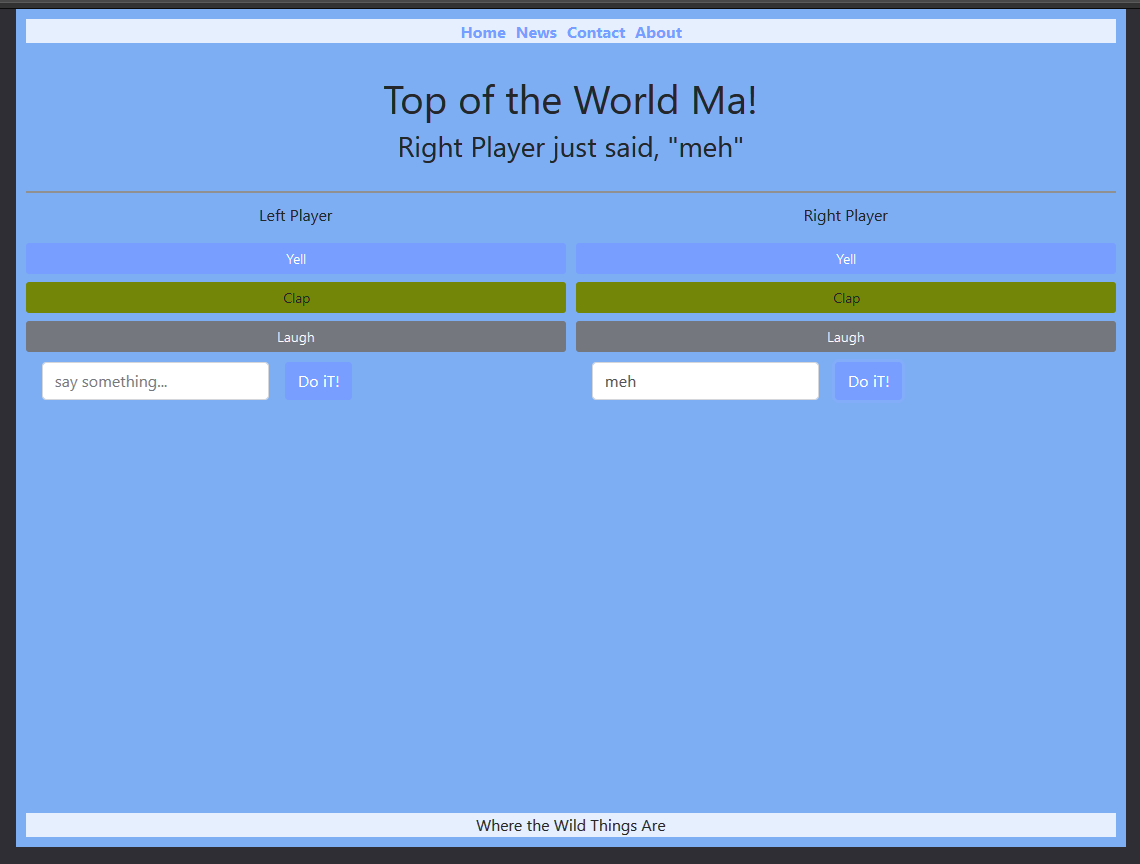 Home News Contact About
Top of the World Ma!
Right Player just said, "meh"
Left Player Right Player
Yell Yell
Clap Clap
Laugh Laugh
say something... Do iT! meh Do iT!
Where the Wild Things Are